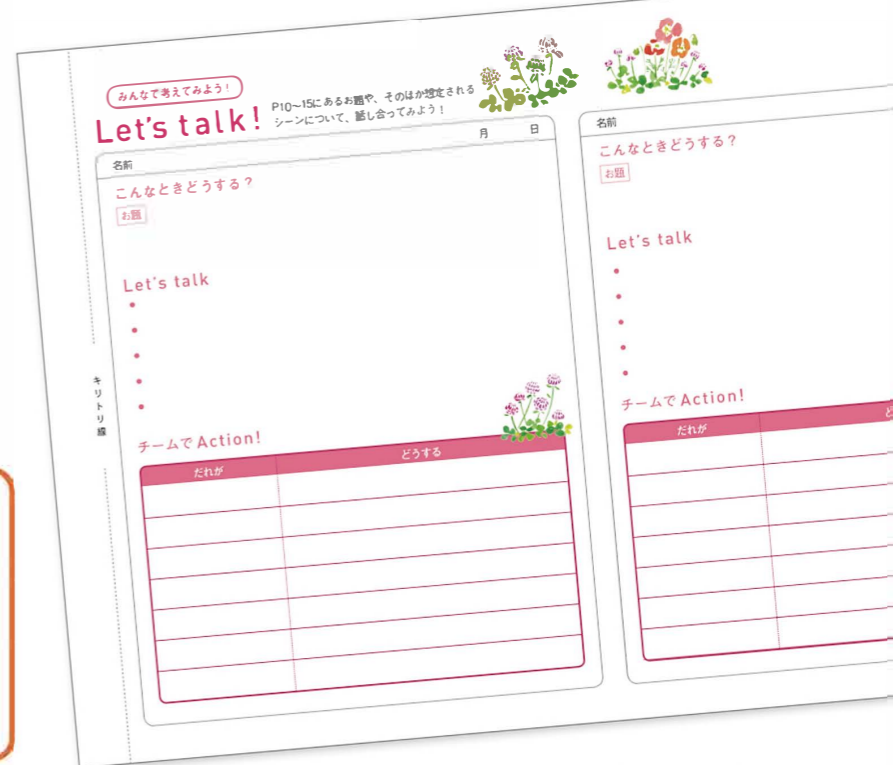 みんなで考えてみよう！
Let's talk!
P10〜15にあるお題や、そのほか想定される
シーンについて、話し合ってみよう！
名前 月 日
こんなときどうする？
お題
Let's talk
•
•
•
•
•
チームでAction!
だれが どうする
キリトリ線
名前
こんなときどうする？
お題
Let's talk
•
•
•
•
•
チームでAction!
だれが